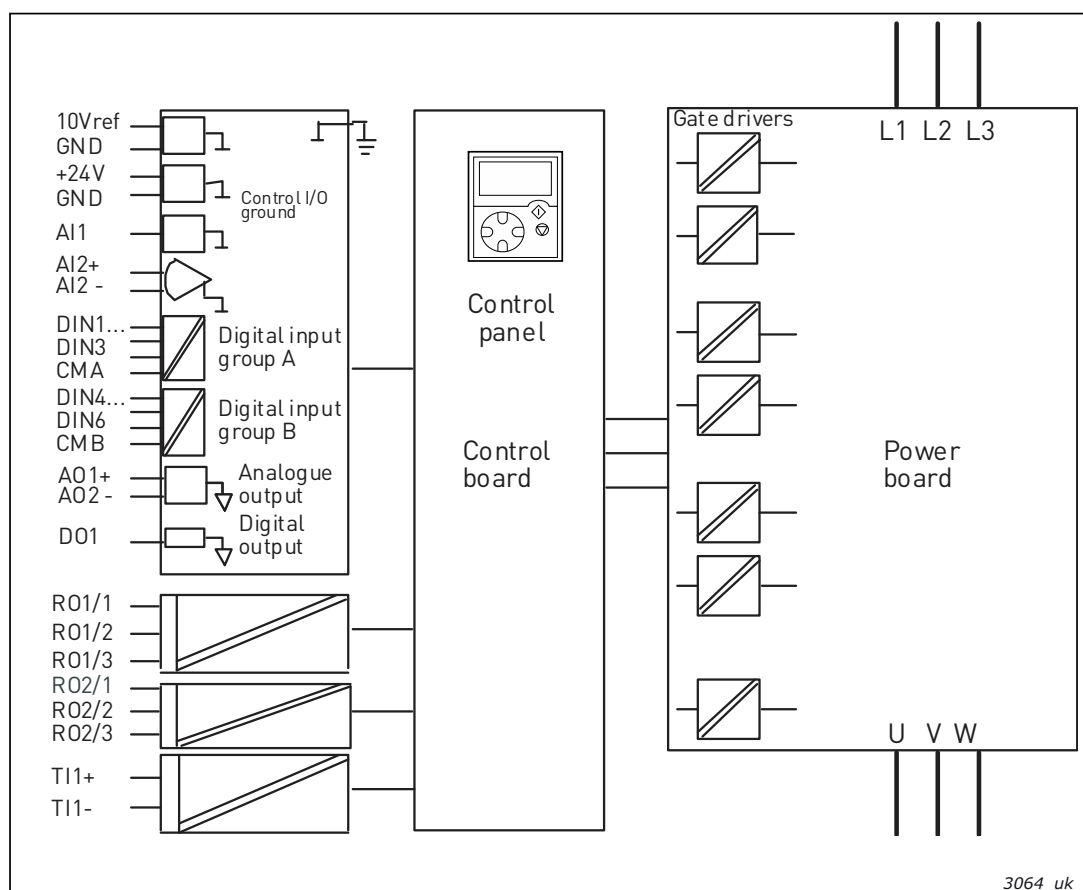 10Vref
GND
+24V
GND
Control I/O
ground
AI1
AI2+
AI2 -
DIN1...
DIN3
CMA
Digital input
group A
DIN4...
DIN6
CMB
Digital input
group B
AO1+
AO2 -
Analogue
output
DO1
Digital
output
RO1/1
RO1/2
RO1/3
RO2/1
RO2/2
RO2/3
TI1+
TI1-
Control
panel
Control
board
Gate drivers
L1 L2 L3
Power
board
U V W
3064_uk